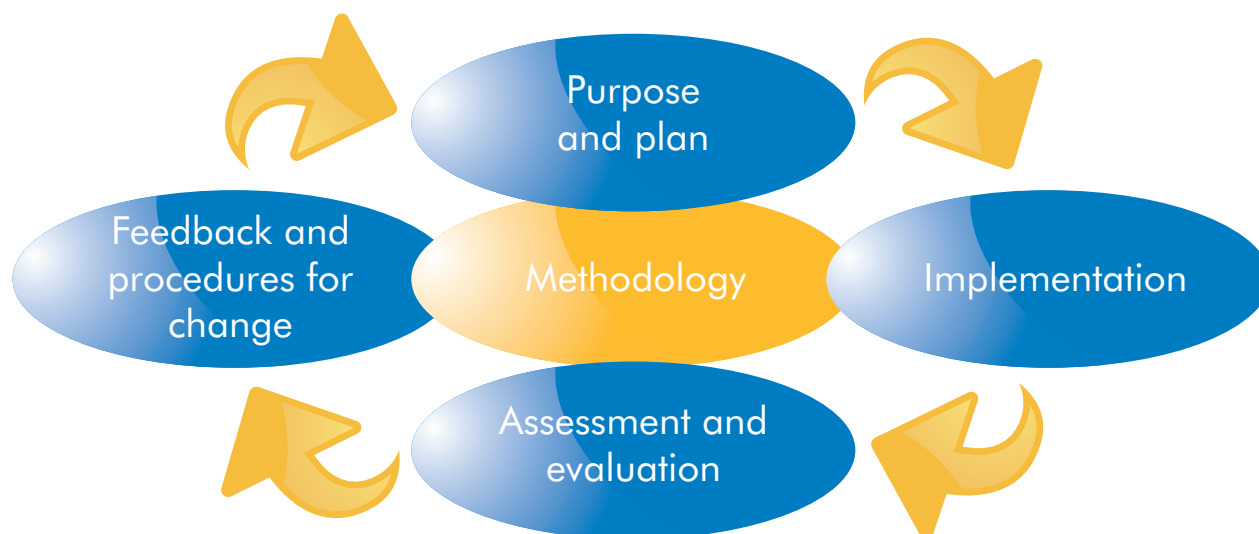 Purpose
and plan
Feedback and
procedures for
change
Methodology
Implementation
Assessment and
evaluation